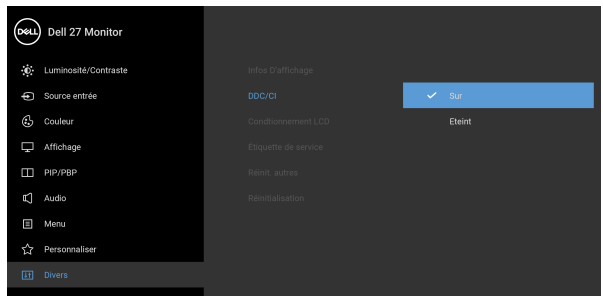 DELL Dell 27 Monitor
Luminosité/Contraste
Source entrée
Couleur
Affichage
PIP/PBP
Audio
Menu
Personnaliser
Divers
Infos D'affichage
DDC/CI
Condtionnement LCD
Étiquette de service
Réinit. autres
Réinitialisation
Sur
Eteint